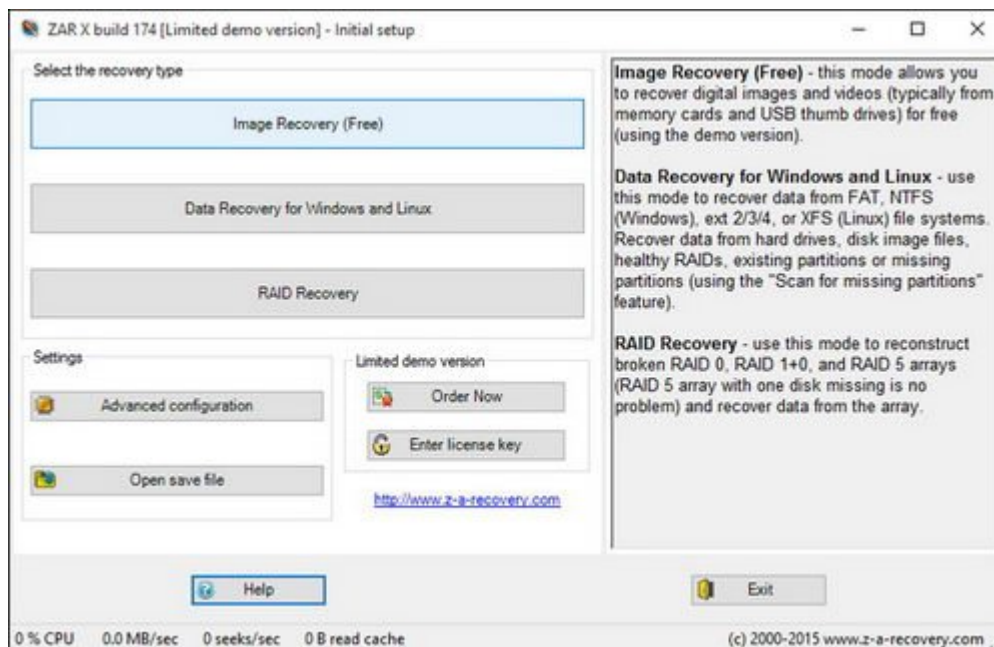 ZAR X build 174 [Limited demo version] - Initial setup
Select the recovery type
Image Recovery (Free)
Data Recovery for Windows and Linux
RAID Recovery
Settings
Advanced configuration
Open save file
Limited demo version
Order Now
Enter license key
http://www.z-a-recovery.com
Image Recovery (Free) - this mode allows you
to recover digital images and videos (typically from
memory cards and USB thumb drives) for free
(using the demo version).
Data Recovery for Windows and Linux - use
this mode to recover data from FAT, NTFS
(Windows), ext 2/3/4, or XFS (Linux) file systems.
Recover data from hard drives, disk image files,
healthy RAIDs, existing partitions or missing
partitions (using the "Scan for missing partitions"
feature).
RAID Recovery - use this mode to reconstruct
broken RAID 0, RAID 1+0, and RAID 5 arrays
(RAID 5 array with one disk missing is no
problem) and recover data from the array.
Help
Exit
0 % CPU 0.0 MB/sec 0 seeks/sec 0 B read cache (c) 2000-2015 www.z-a-recovery.com